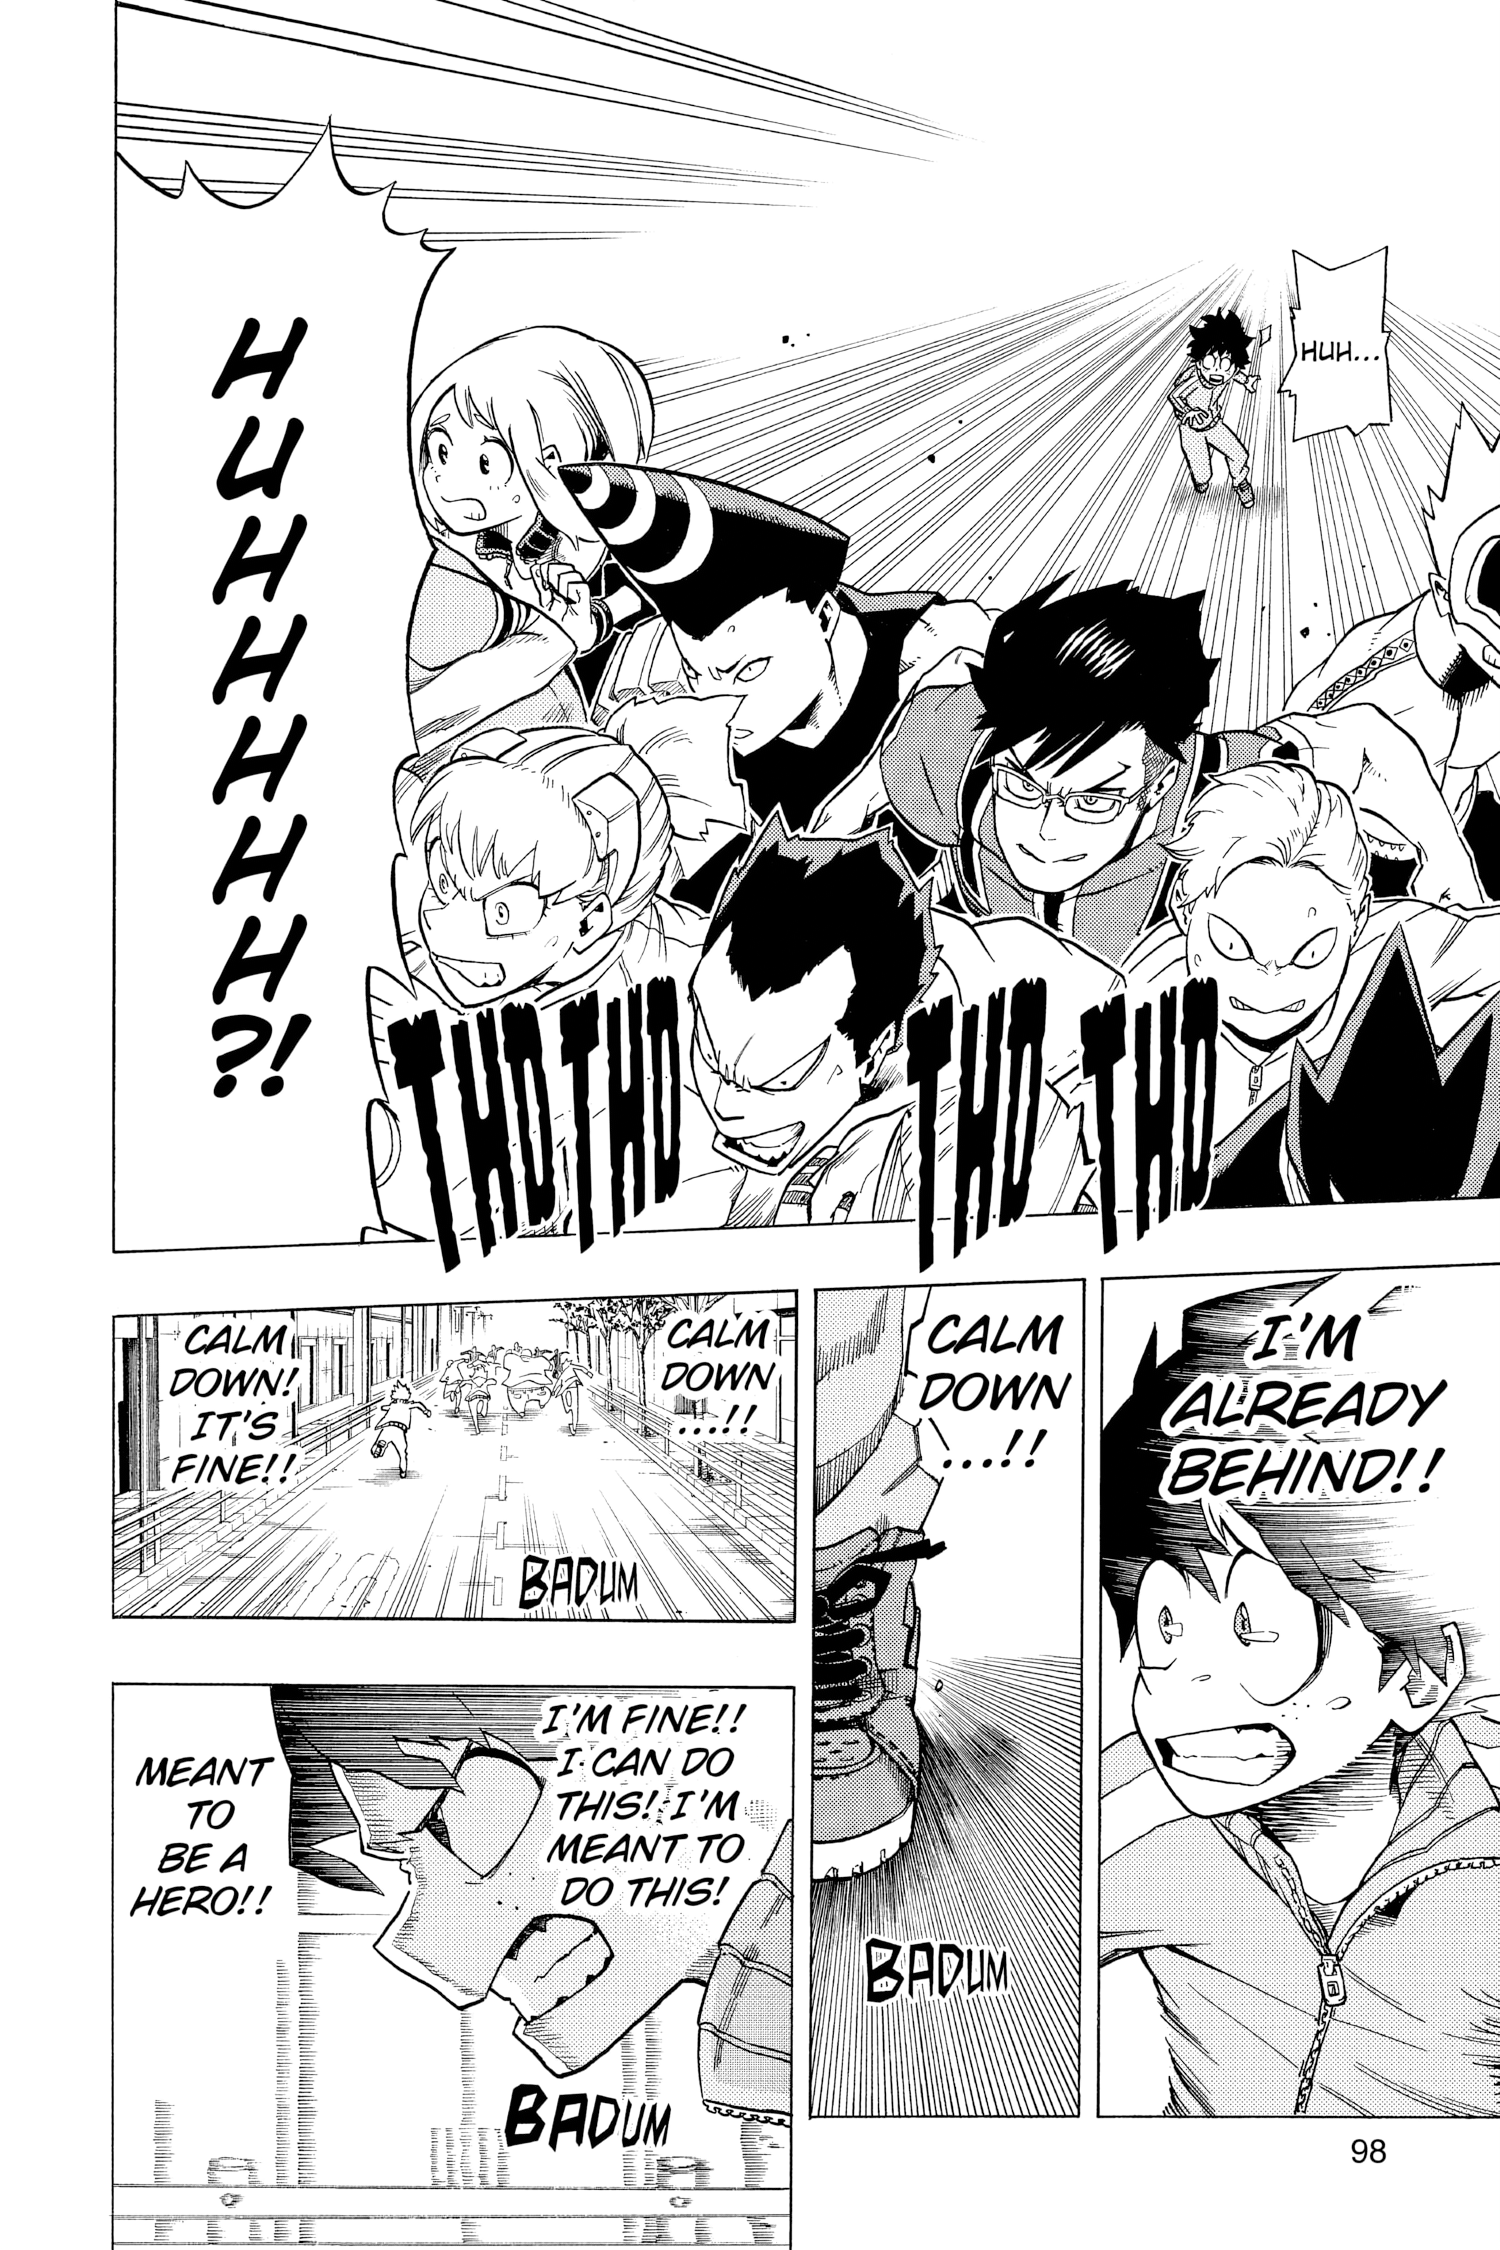 HUH...
HUHHHHH?!
THD THD
THD THD
I'M
ALREADY
BEHIND!!
CALM
DOWN
...!!
BADUM
CALM
DOWN
...!!
CALM
DOWN!
IT'S
FINE!!
BADUM
I'M FINE!!
I CAN DO
THIS! I'M
MEANT TO
DO THIS!
MEANT
TO
BE A
HERO!!
BADUM
98